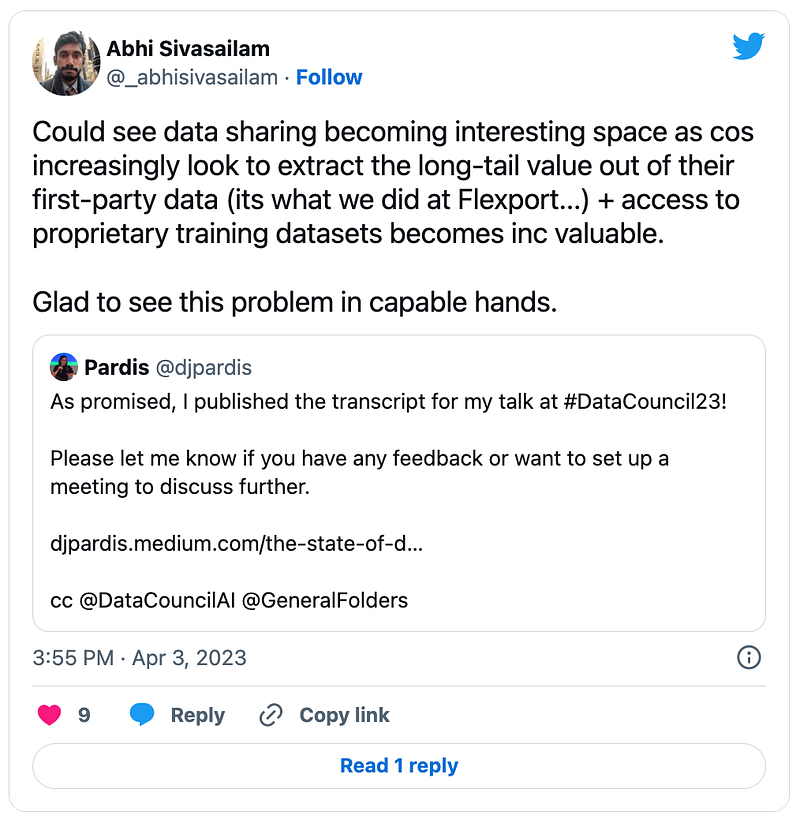 Abhi Sivasailam
@_abhisivasailam · Follow
Could see data sharing becoming interesting space as cos
increasingly look to extract the long-tail value out of their
first-party data (its what we did at Flexport...) + access to
proprietary training datasets becomes inc valuable.
Glad to see this problem in capable hands.
Pardis @djpardis
As promised, I published the transcript for my talk at #DataCouncil23!
Please let me know if you have any feedback or want to set up a
meeting to discuss further.
djpardis.medium.com/the-state-of-d...
cc @DataCouncilAI @GeneralFolders
3:55 PM · Apr 3, 2023
9 Reply Copy link
Read 1 reply